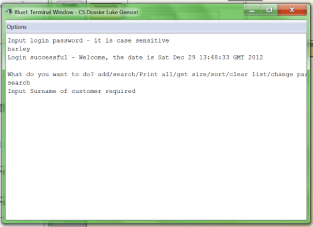 BlueJ: Terminal Window - CS Dossier Luke Geeson
Options
Input login password - it is case sensitive
harley
Login successful - Welcome, the date is Sat Dec 29 13:48:33 GMT 2012
What do you want to do? add/search/Print all/get size/sort/clear list/change pas
search
Input Surname of customer required